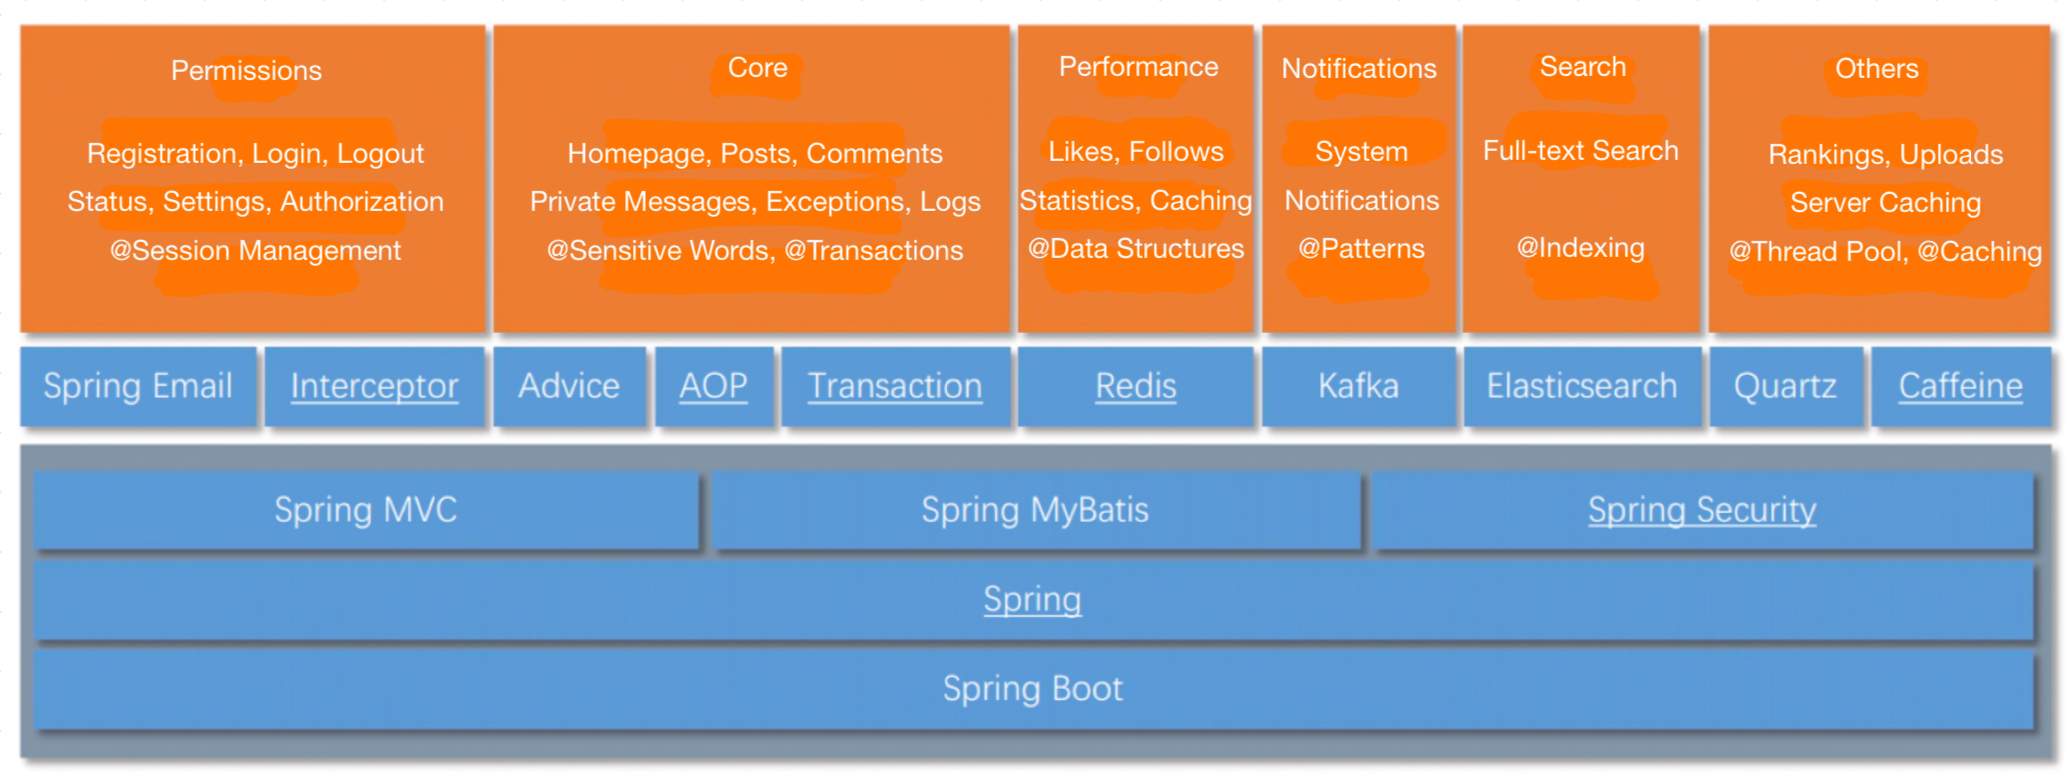 Permissions
Registration, Login, Logout
Status, Settings, Authorization
@Session Management
Core
Homepage, Posts, Comments
Private Messages, Exceptions, Logs
@Sensitive Words, @Transactions
Performance
Likes, Follows
Statistics, Caching
@Data Structures
Notifications
System
Notifications
@Patterns
Search
Full-text Search
@Indexing
Others
Rankings, Uploads
Server Caching
@Thread Pool, @Caching
Spring Email
Interceptor
Advice
AOP
Transaction
Redis
Kafka
Elasticsearch
Quartz
Caffeine
Spring MVC
Spring MyBatis
Spring Security
Spring
Spring Boot